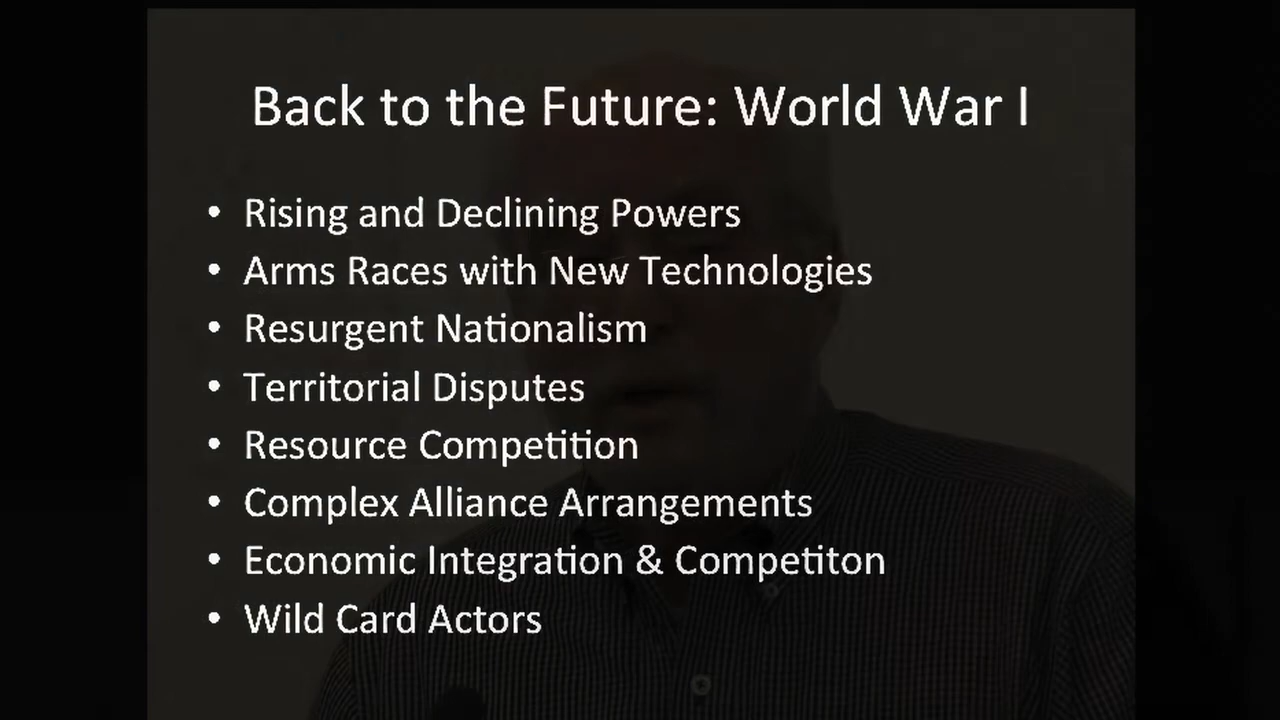 Back to the Future: World War I
• Rising and Declining Powers
• Arms Races with New Technologies
• Resurgent Nationalism
• Territorial Disputes
• Resource Competition
• Complex Alliance Arrangements
• Economic Integration & Competiton
• Wild Card Actors